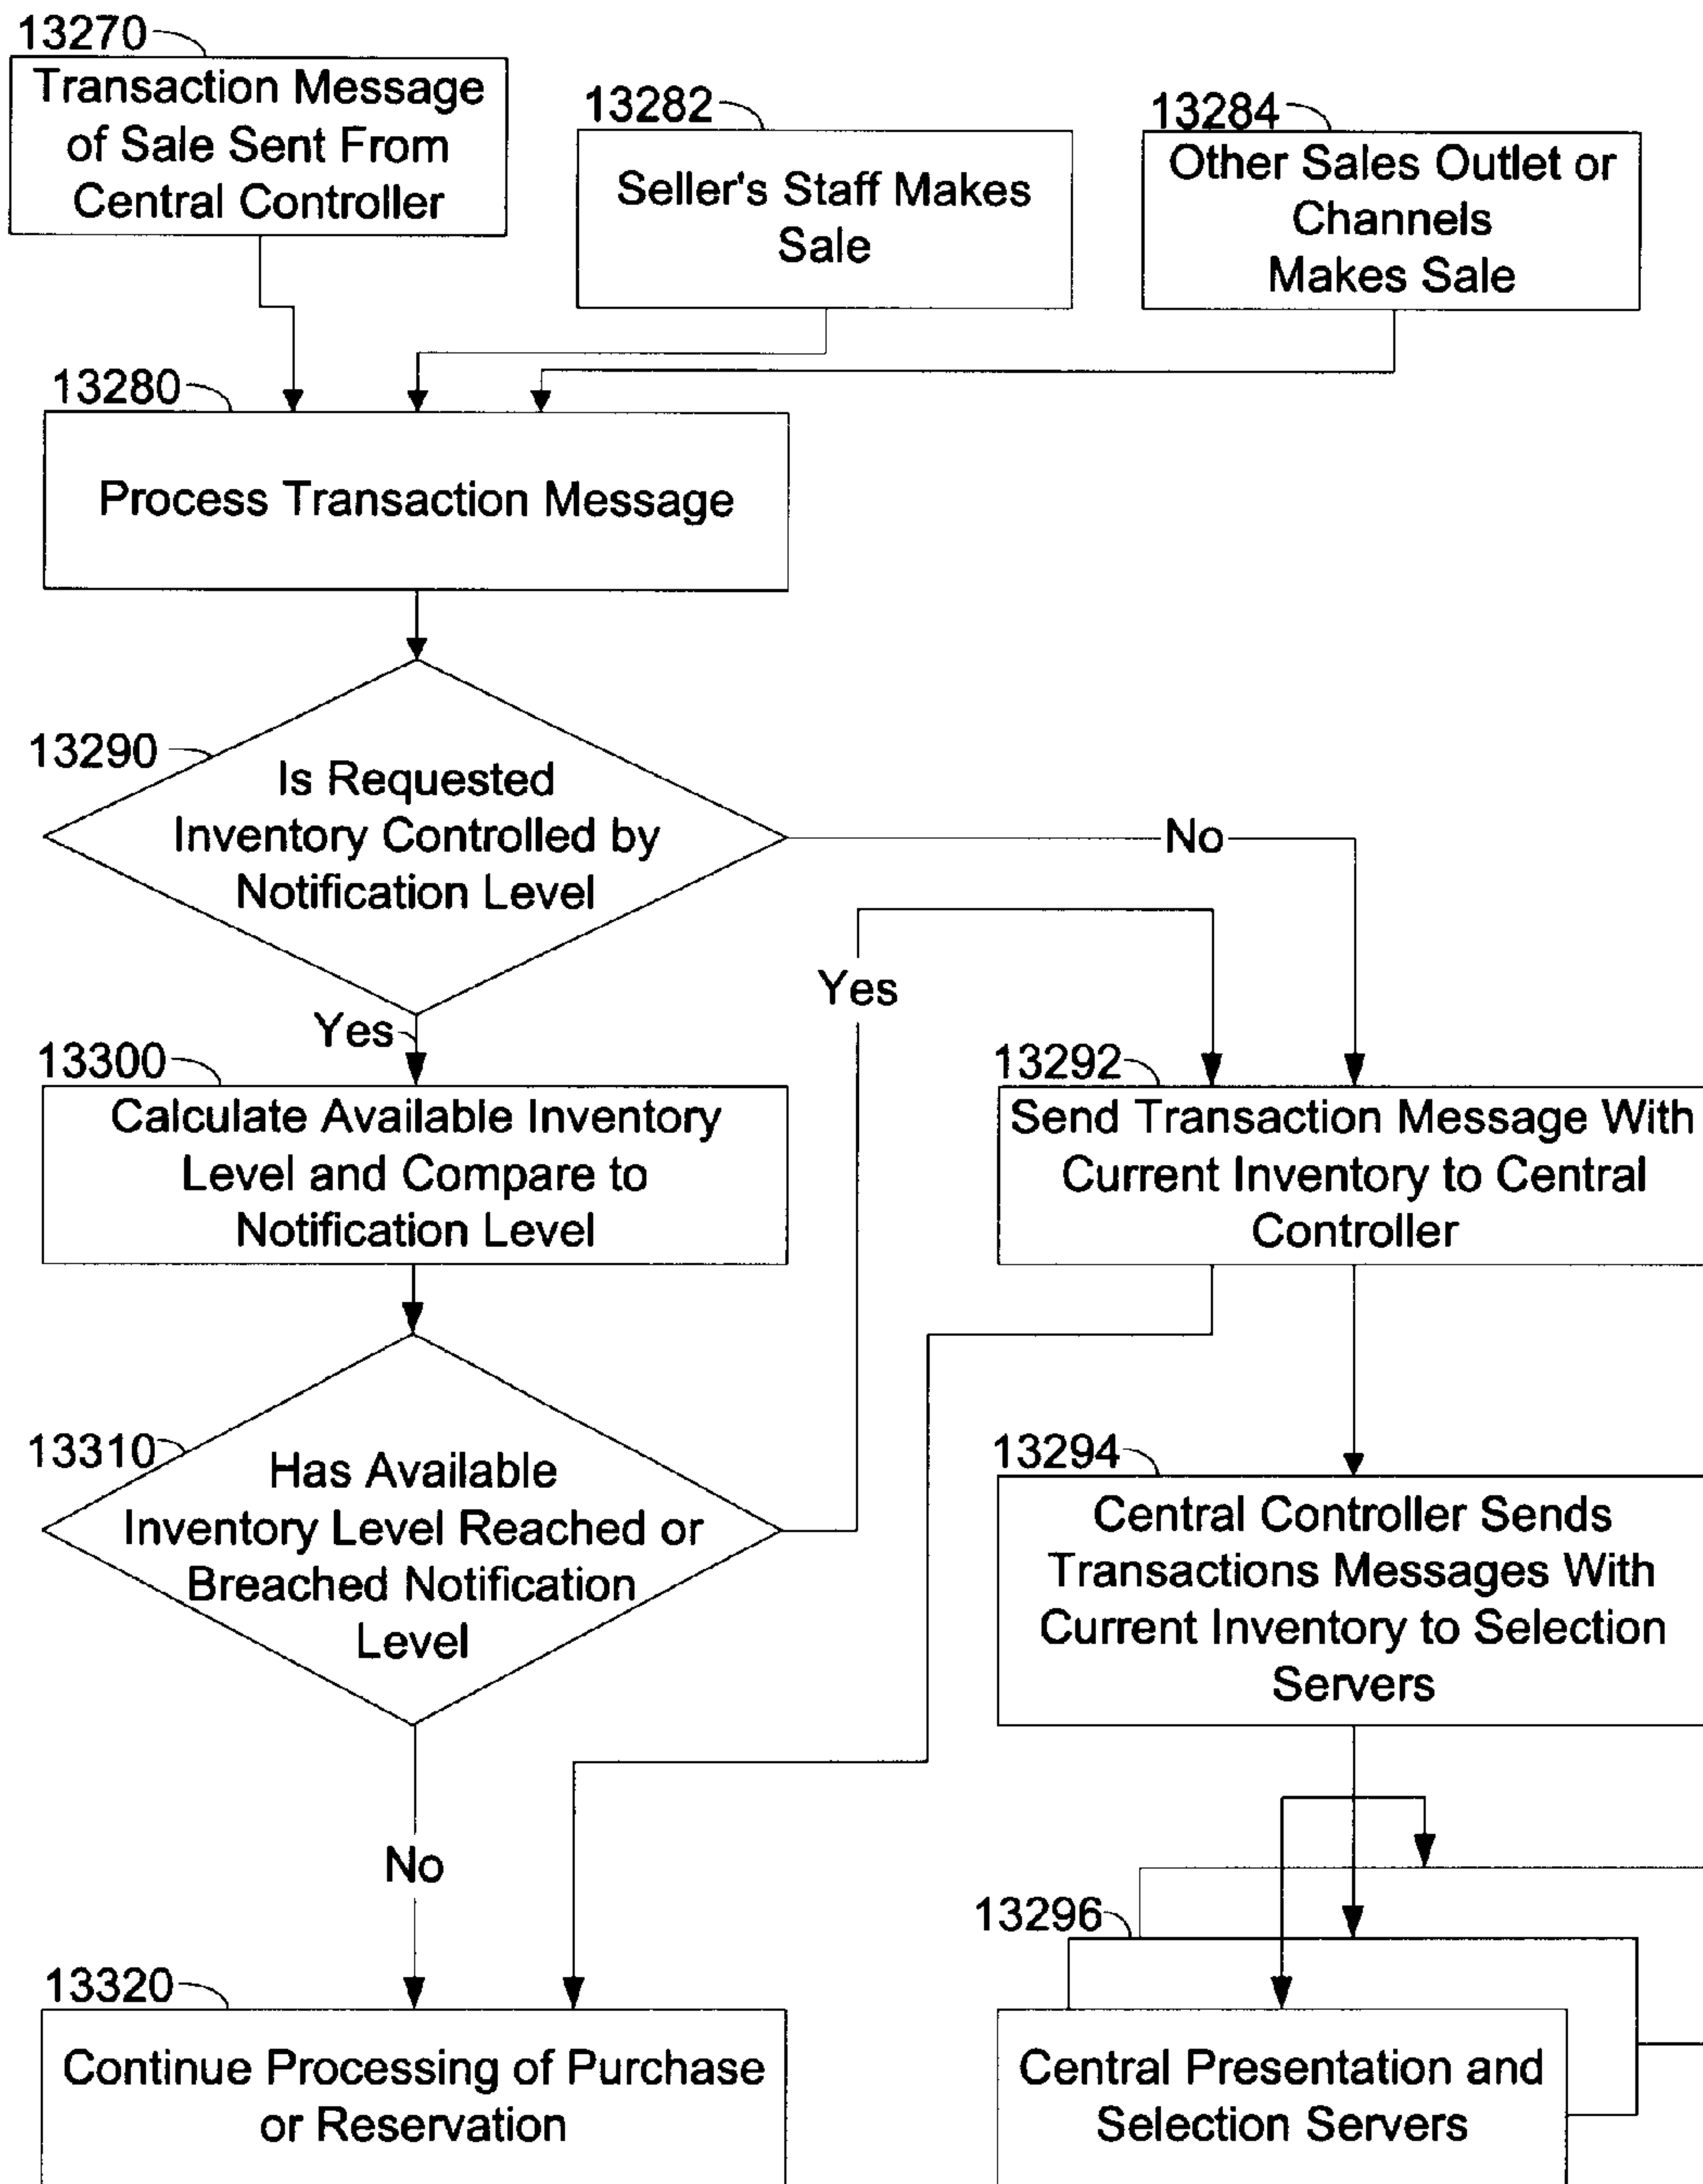 13270
Transaction Message
of Sale Sent From
Central Controller
13282
Seller's Staff Makes
Sale
13284
Other Sales Outlet or
Channels
Makes Sale
13280
Process Transaction Message
13290
Is Requested
Inventory Controlled by
Notification Level
No
Yes
Yes
13300
Calculate Available Inventory
Level and Compare to
Notification Level
13292
Send Transaction Message With
Current Inventory to Central
Controller
13310
Has Available
Inventory Level Reached or
Breached Notification
Level
13294
Central Controller Sends
Transactions Messages With
Current Inventory to Selection
Servers
No
13296
13320
Continue Processing of Purchase
or Reservation
Central Presentation and
Selection Servers